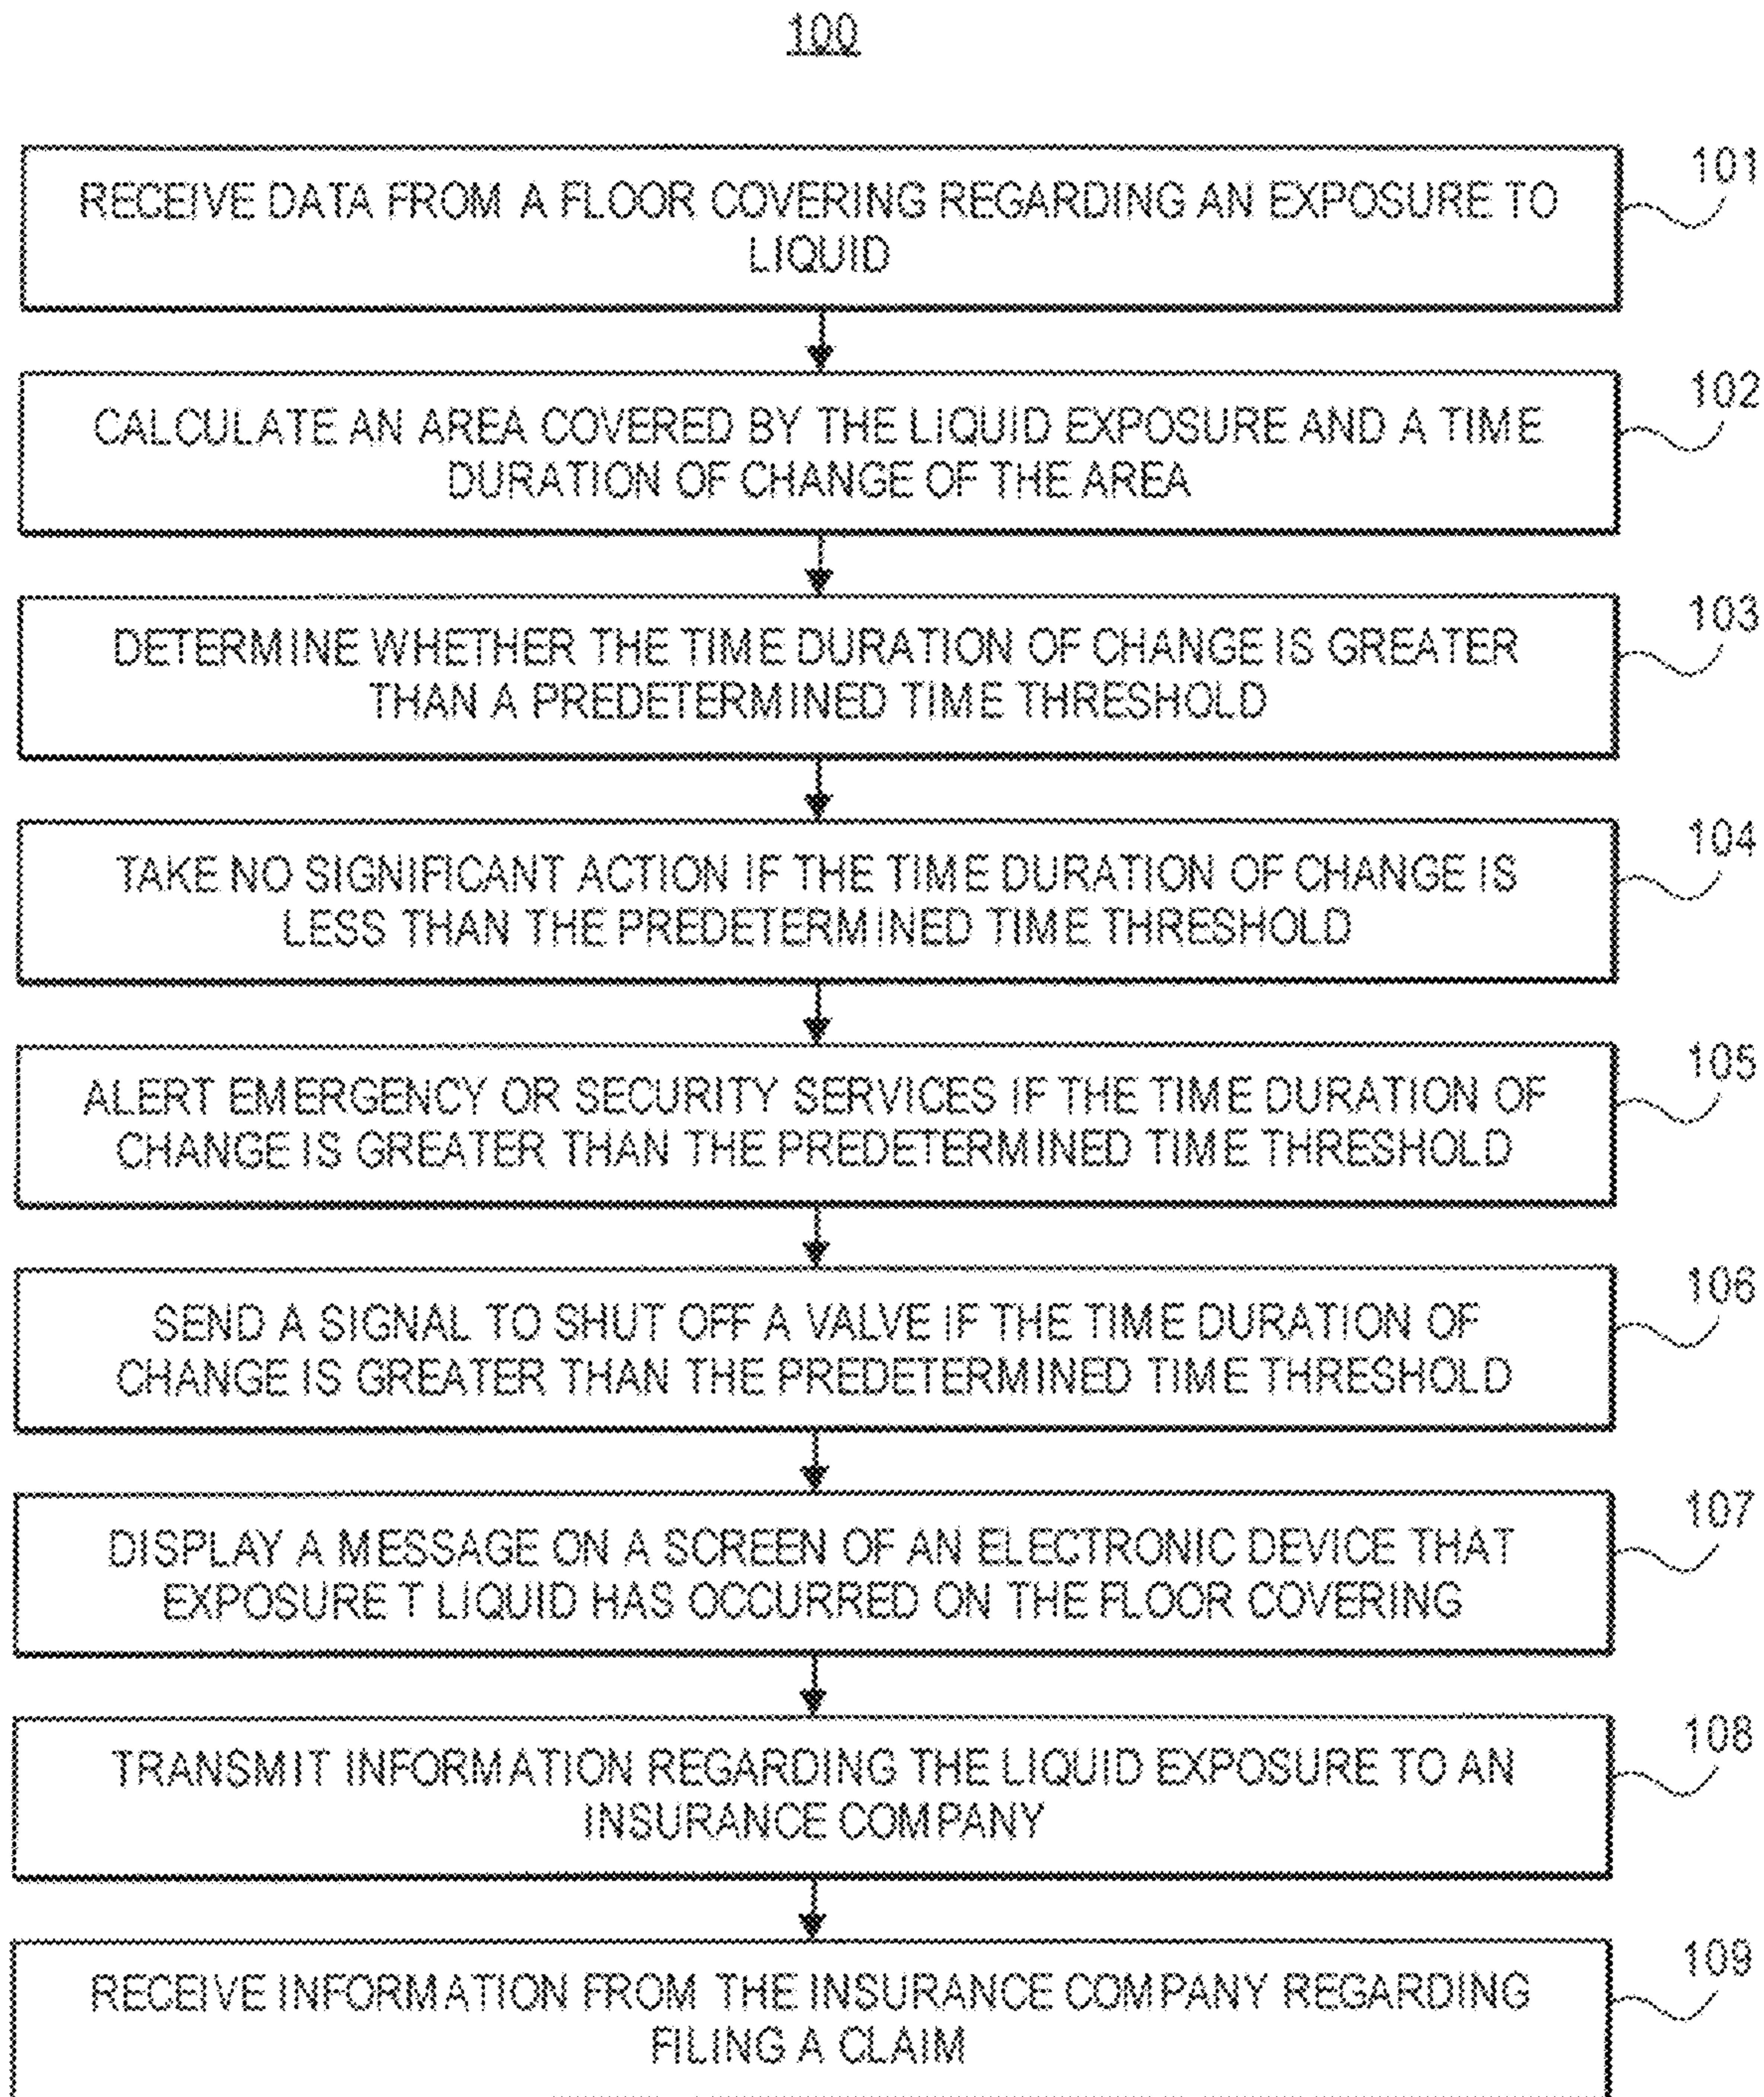 100
RECEIVE DATA FROM A FLOOR COVERING REGARDING AN EXPOSURE TO
LIQUID
101
CALCULATE AN AREA COVERED BY THE LIQUID EXPOSURE AND A TIME
DURATION OF CHANGE OF THE AREA
102
DETERMINE WHETHER THE TIME DURATION OF CHANGE IS GREATER
THAN A PREDETERMINED TIME THRESHOLD
103
TAKE NO SIGNIFICANT ACTION IF THE TIME DURATION OF CHANGE IS
LESS THAN THE PREDETERMINED TIME THRESHOLD
104
ALERT EMERGENCY OR SECURITY SERVICES IF THE TIME DURATION OF
CHANGE IS GREATER THAN THE PREDETERMINED TIME THRESHOLD
105
SEND A SIGNAL TO SHUT OFF A VALVE IF THE TIME DURATION OF
CHANGE IS GREATER THAN THE PREDETERMINED TIME THRESHOLD
106
DISPLAY A MESSAGE ON A SCREEN OF AN ELECTRONIC DEVICE THAT
EXPOSURE T LIQUID HAS OCCURRED ON THE FLOOR COVERING
107
TRANSMIT INFORMATION REGARDING THE LIQUID EXPOSURE TO AN
INSURANCE COMPANY
108
RECEIVE INFORMATION FROM THE INSURANCE COMPANY REGARDING
FILING A CLAIM
109